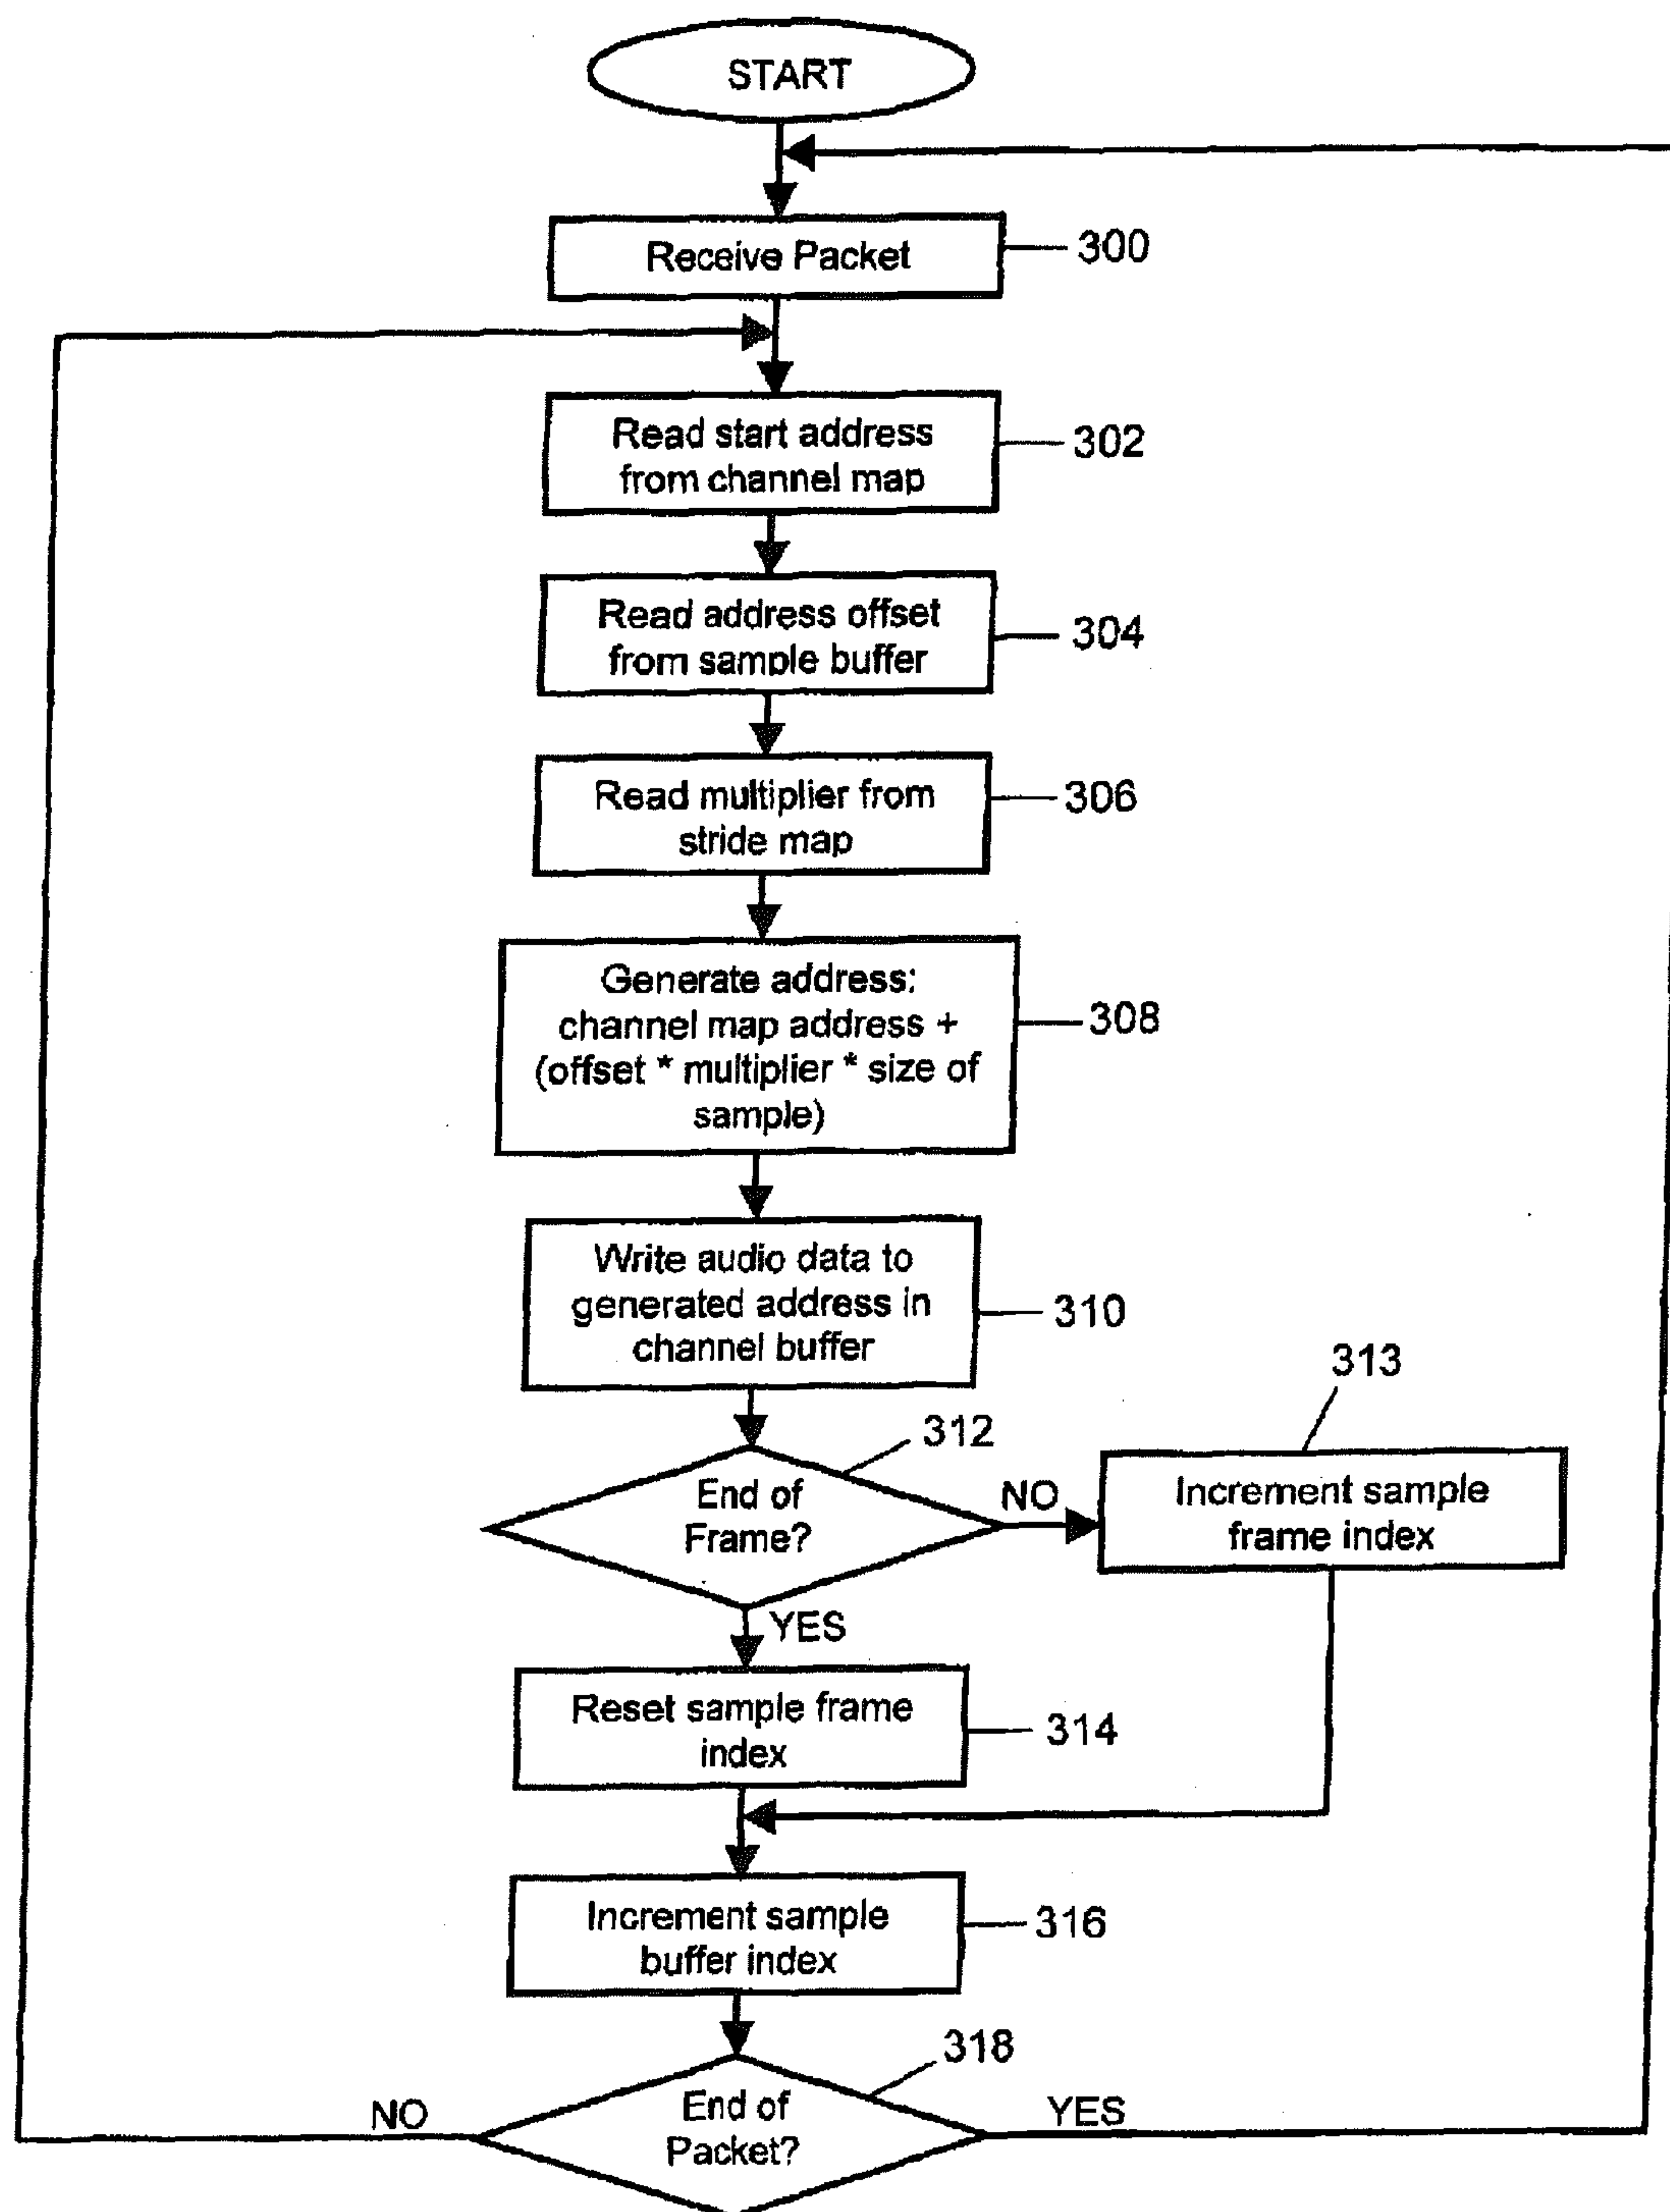 START
Receive Packet
300
Read start address
from channel map
302
Read address offset
from sample buffer
304
Read multiplier from
stride map
306
Generate address:
channel map address +
(offset * multiplier * size of
sample)
308
Write audio data to
generated address in
channel buffer
310
End of
Frame?
312
NO
Increment sample
frame index
313
YES
Reset sample frame
index
314
Increment sample
buffer index
316
End of
Packet?
318
NO
YES